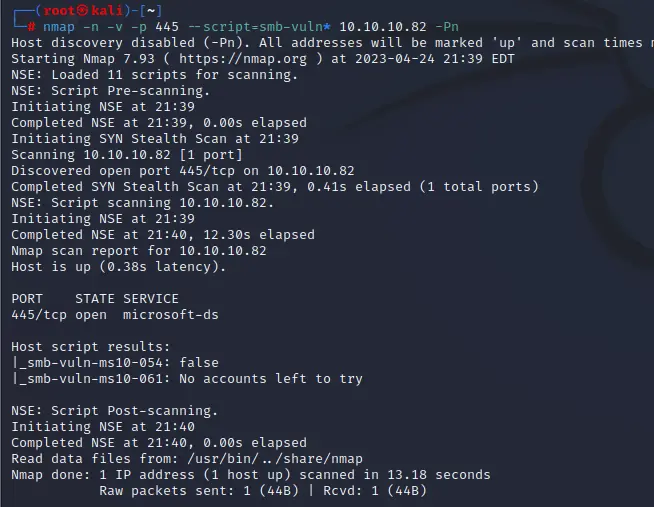 ┌──(root㉿kali)-[~]
└─# nmap -n -v -p 445 --script=smb-vuln* 10.10.10.82 -Pn
Host discovery disabled (-Pn). All addresses will be marked 'up' and scan times
Starting Nmap 7.93 ( https://nmap.org ) at 2023-04-24 21:39 EDT
NSE: Loaded 11 scripts for scanning.
NSE: Script Pre-scanning.
Initiating NSE at 21:39
Completed NSE at 21:39, 0.00s elapsed
Initiating SYN Stealth Scan at 21:39
Scanning 10.10.10.82 [1 port]
Discovered open port 445/tcp on 10.10.10.82
Completed SYN Stealth Scan at 21:39, 0.41s elapsed (1 total ports)
NSE: Script scanning 10.10.10.82.
Initiating NSE at 21:39
Completed NSE at 21:40, 12.30s elapsed
Nmap scan report for 10.10.10.82
Host is up (0.38s latency).
PORT    STATE SERVICE
445/tcp open  microsoft-ds
Host script results:
|_smb-vuln-ms10-054: false
|_smb-vuln-ms10-061: No accounts left to try
NSE: Script Post-scanning.
Initiating NSE at 21:40
Completed NSE at 21:40, 0.00s elapsed
Read data files from: /usr/bin/../share/nmap
Nmap done: 1 IP address (1 host up) scanned in 13.18 seconds
Raw packets sent: 1 (44B) | Rcvd: 1 (44B)